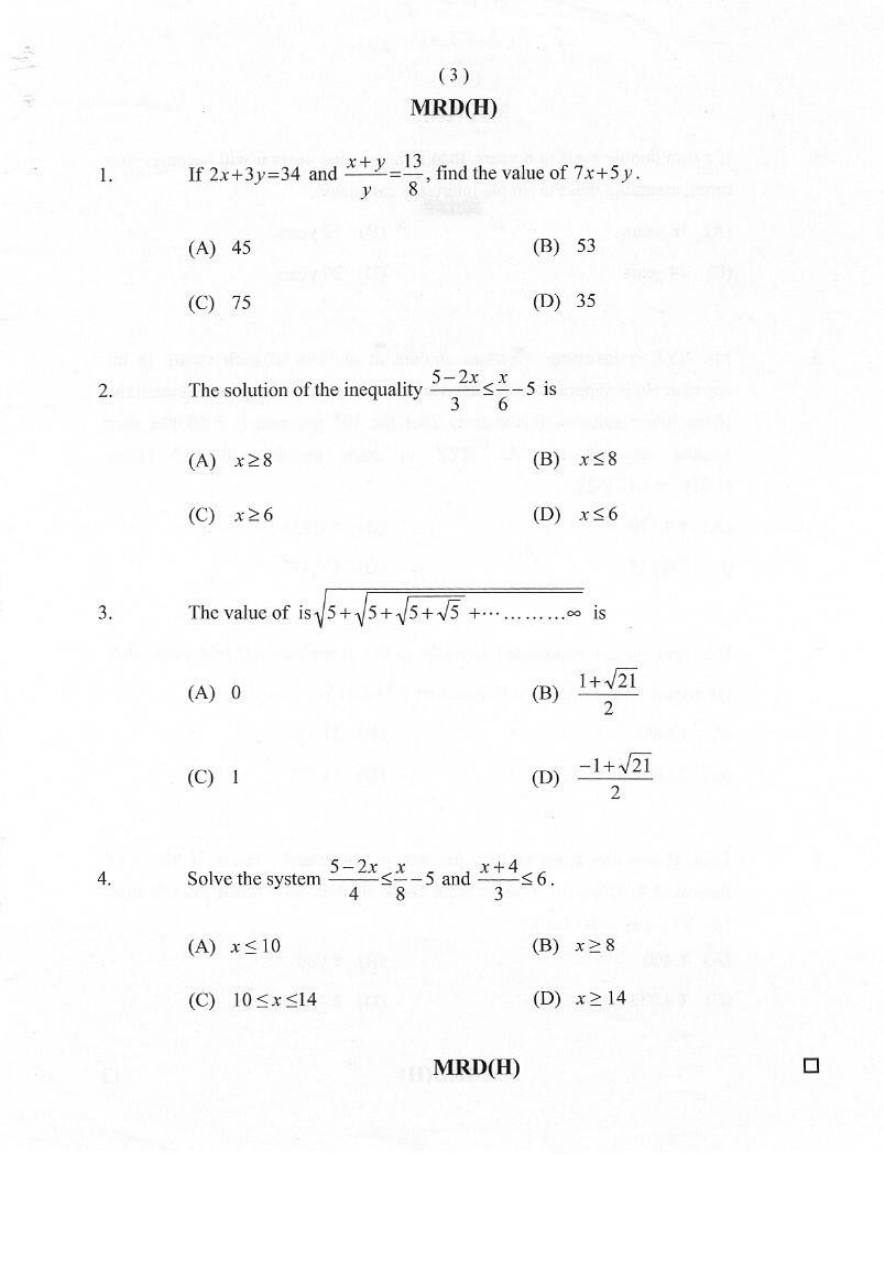 ( 3 )
MRD(H)
1. If 2x+3y=34 and (x+y)/y=13/8, find the value of 7x+5y.
(A) 45 (B) 53
(C) 75 (D) 35
2. The solution of the inequality (5−2x)/3≤x/6−5 is
(A) x≥8 (B) x≤8
(C) x≥6 (D) x≤6
3. The value of is √(5+√(5+√(5+√5 +⋯………∞ is
(A) 0 (B) (1+√21)/2
(C) 1 (D) (−1+√21)/2
4. Solve the system (5−2x)/4≤x/8−5 and (x+4)/3≤6.
(A) x≤10 (B) x≥8
(C) 10≤x≤14 (D) x≥14
MRD(H)